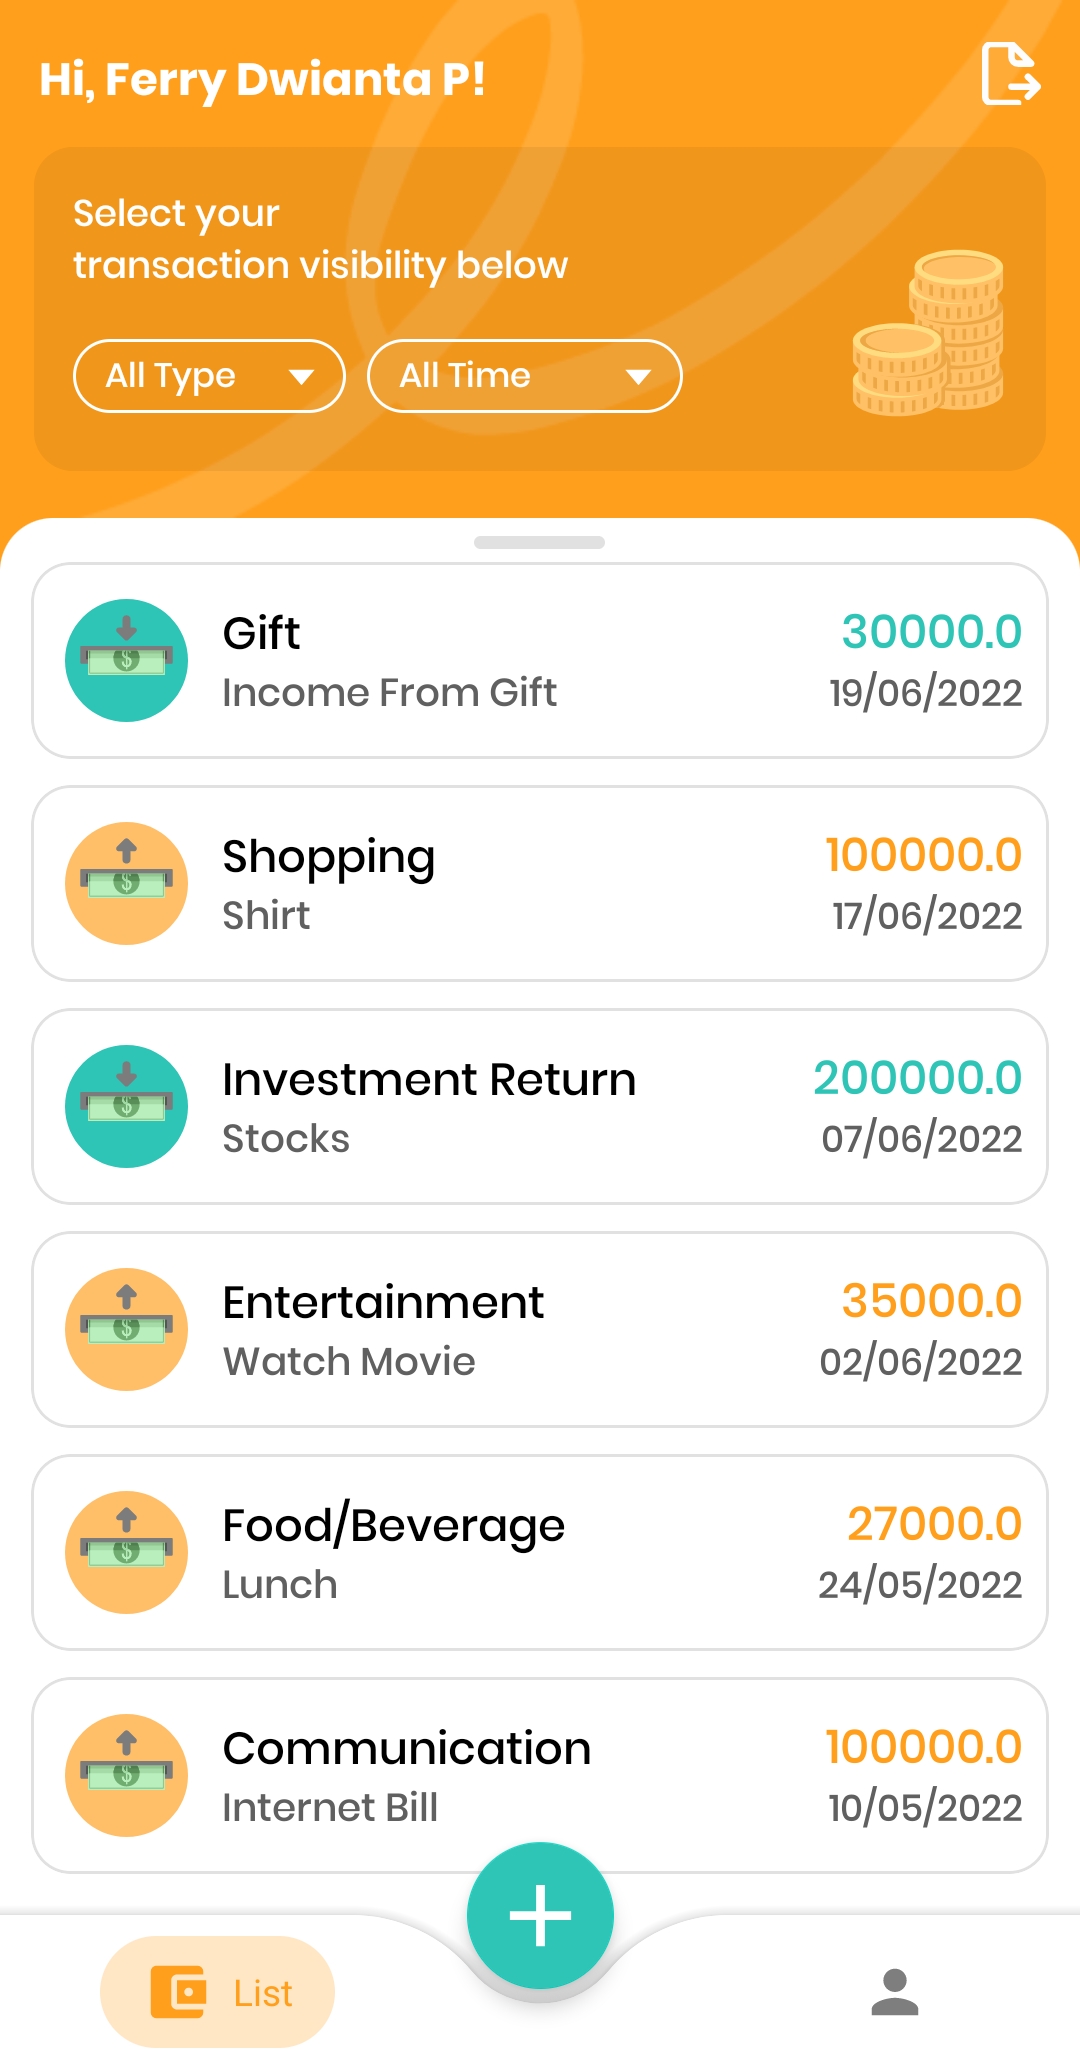 Hi, Ferry Dwianta P!
Select your
transaction visibility below
All Type
All Time
Gift
30000.0
Income From Gift
19/06/2022
Shopping
100000.0
Shirt
17/06/2022
Investment Return
200000.0
Stocks
07/06/2022
Entertainment
35000.0
Watch Movie
02/06/2022
Food/Beverage
27000.0
Lunch
24/05/2022
Communication
100000.0
Internet Bill
10/05/2022
List